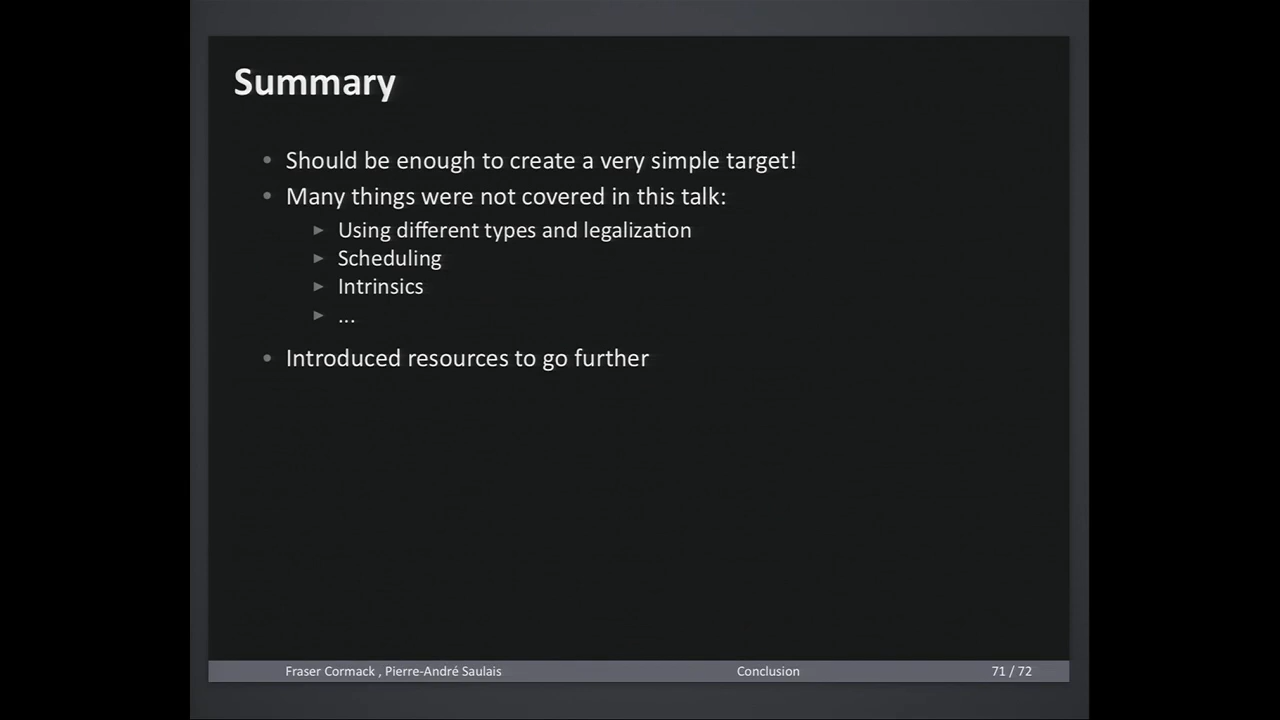 Summary
• Should be enough to create a very simple target!
• Many things were not covered in this talk:
▶ Using different types and legalization
▶ Scheduling
▶ Intrinsics
▶ ...
• Introduced resources to go further
Fraser Cormack , Pierre-André Saulais Conclusion 71 / 72